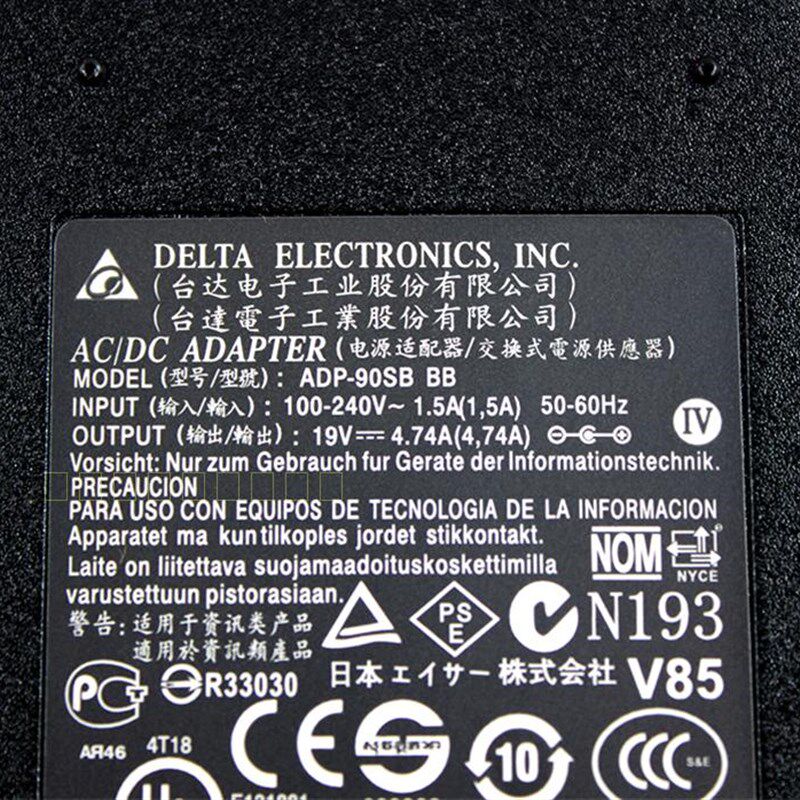 DELTA ELECTRONICS, INC.
(台达电子工业股份有限公司)
(台達電子工業股份有限公司)
AC/DC ADAPTER (电源适配器/交換式電源供應器)
MODEL (型号/型號): ADP-90SB BB
INPUT (输入/輸入): 100-240V~ 1.5A(1,5A) 50-60Hz
OUTPUT (输出/輸出): 19V⎓ 4.74A(4,74A)
IV
Vorsicht: Nur zum Gebrauch fur Gerate der Informationstechnik.
PRECAUCION
PARA USO CON EQUIPOS DE TECNOLOGIA DE LA INFORMACION
Apparatet ma kun tilkoples jordet stikkontakt.
Laite on liitettava suojamaadoituskoskettimilla
varustettuun pistorasiaan.
NOM
NYCE
警告: 适用于资讯类产品
適用於資訊類產品
PS
E
N193
日本エイサー株式会社
V85
PCT
R33030
AЯ46
4T18
CE
10
CCC
S&E